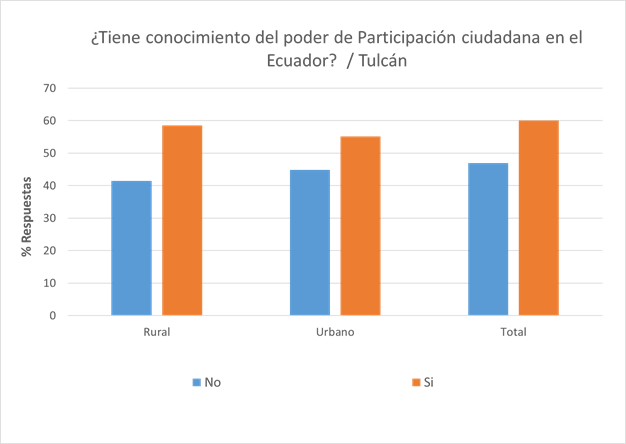 ¿Tiene conocimiento del poder de Participación ciudadana en el
Ecuador?  / Tulcán
70
60
50
40
30
20
10
0
% Respuestas
Rural
Urbano
Total
No
Si